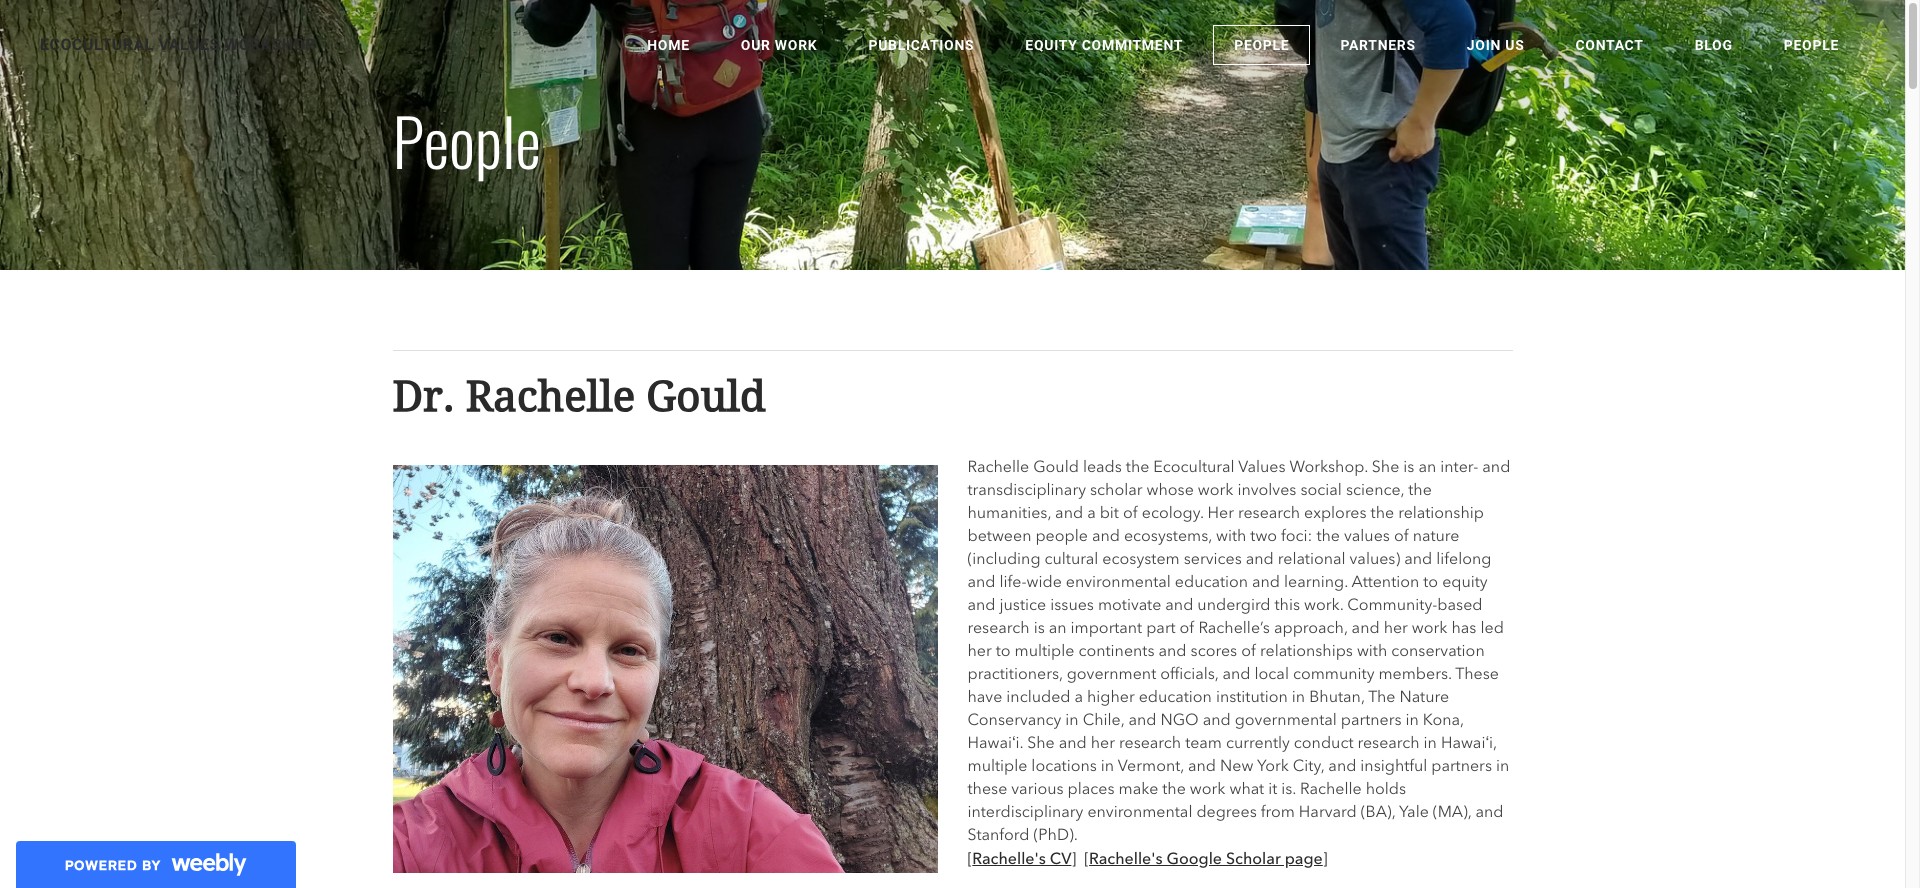 ECOCULTURAL VALUES WORKSHOP
HOME
OUR WORK
PUBLICATIONS
EQUITY COMMITMENT
PEOPLE
PARTNERS
JOIN US
CONTACT
BLOG
PEOPLE
People
Dr. Rachelle Gould
Rachelle Gould leads the Ecocultural Values Workshop. She is an inter- and
transdisciplinary scholar whose work involves social science, the
humanities, and a bit of ecology. Her research explores the relationship
between people and ecosystems, with two foci: the values of nature
(including cultural ecosystem services and relational values) and lifelong
and life-wide environmental education and learning. Attention to equity
and justice issues motivate and undergird this work. Community-based
research is an important part of Rachelle’s approach, and her work has led
her to multiple continents and scores of relationships with conservation
practitioners, government officials, and local community members. These
have included a higher education institution in Bhutan, The Nature
Conservancy in Chile, and NGO and governmental partners in Kona,
Hawaiʻi. She and her research team currently conduct research in Hawaiʻi,
multiple locations in Vermont, and New York City, and insightful partners in
these various places make the work what it is. Rachelle holds
interdisciplinary environmental degrees from Harvard (BA), Yale (MA), and
Stanford (PhD).
[Rachelle's CV]  [Rachelle's Google Scholar page]
POWERED BY weebly